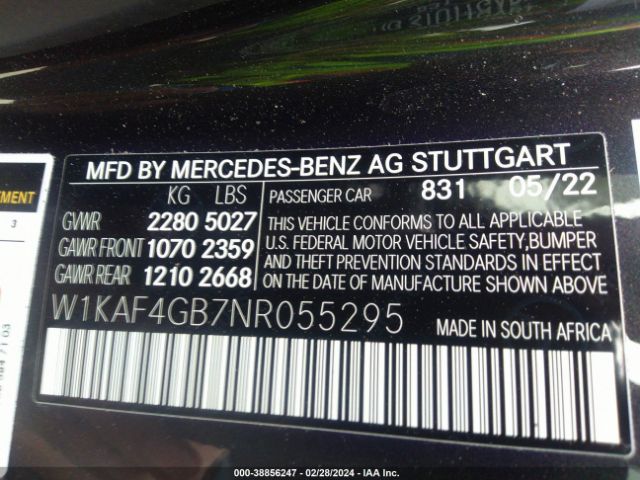 MFD BY MERCEDES-BENZ AG STUTTGART
KG LBS
GVWR 2280 5027
GAWR FRONT 1070 2359
GAWR REAR 1210 2668
PASSENGER CAR 831 05/22
THIS VEHICLE CONFORMS TO ALL APPLICABLE
U.S. FEDERAL MOTOR VEHICLE SAFETY,BUMPER
AND THEFT PREVENTION STANDARDS IN EFFECT
ON THE DATE OF MANUFACTURE SHOWN ABOVE.
W1KAF4GB7NR055295
MADE IN SOUTH AFRICA
3
(000) - 38856247 - 02/28/2024 - IAA Inc.